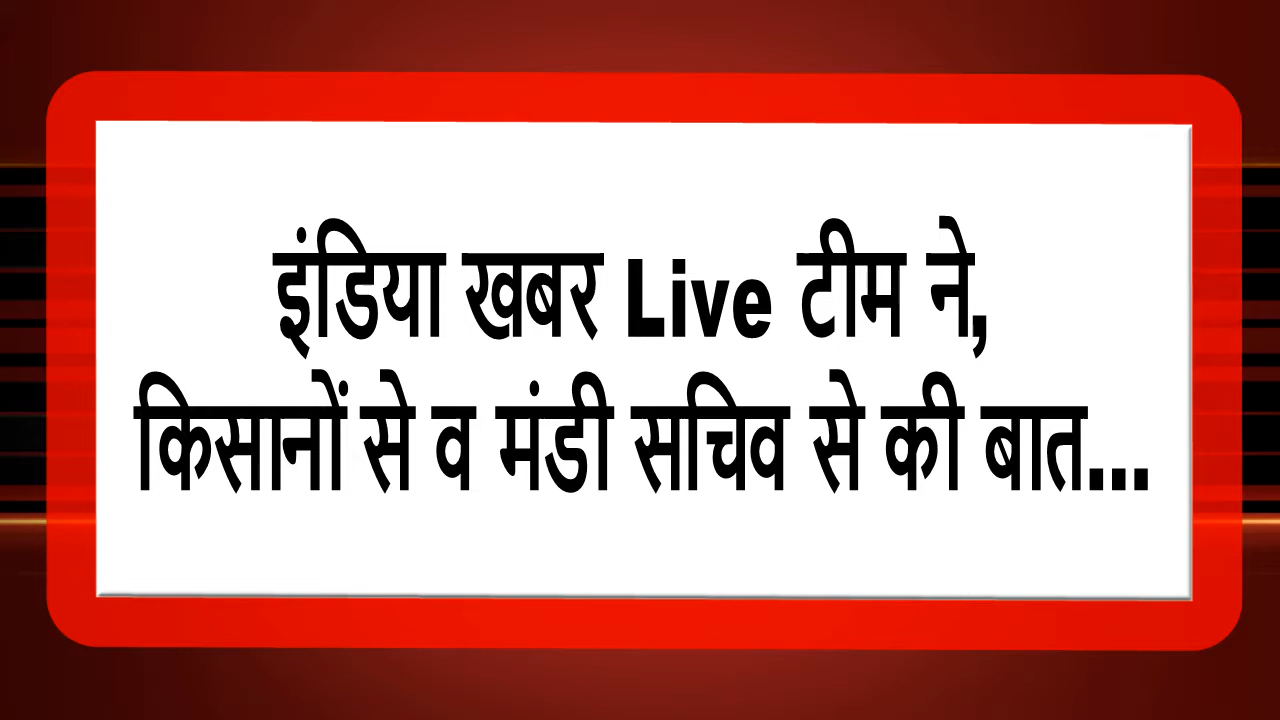 इंडिया खबर Live टीम ने,
किसानों से व मंडी सचिव से की बात...